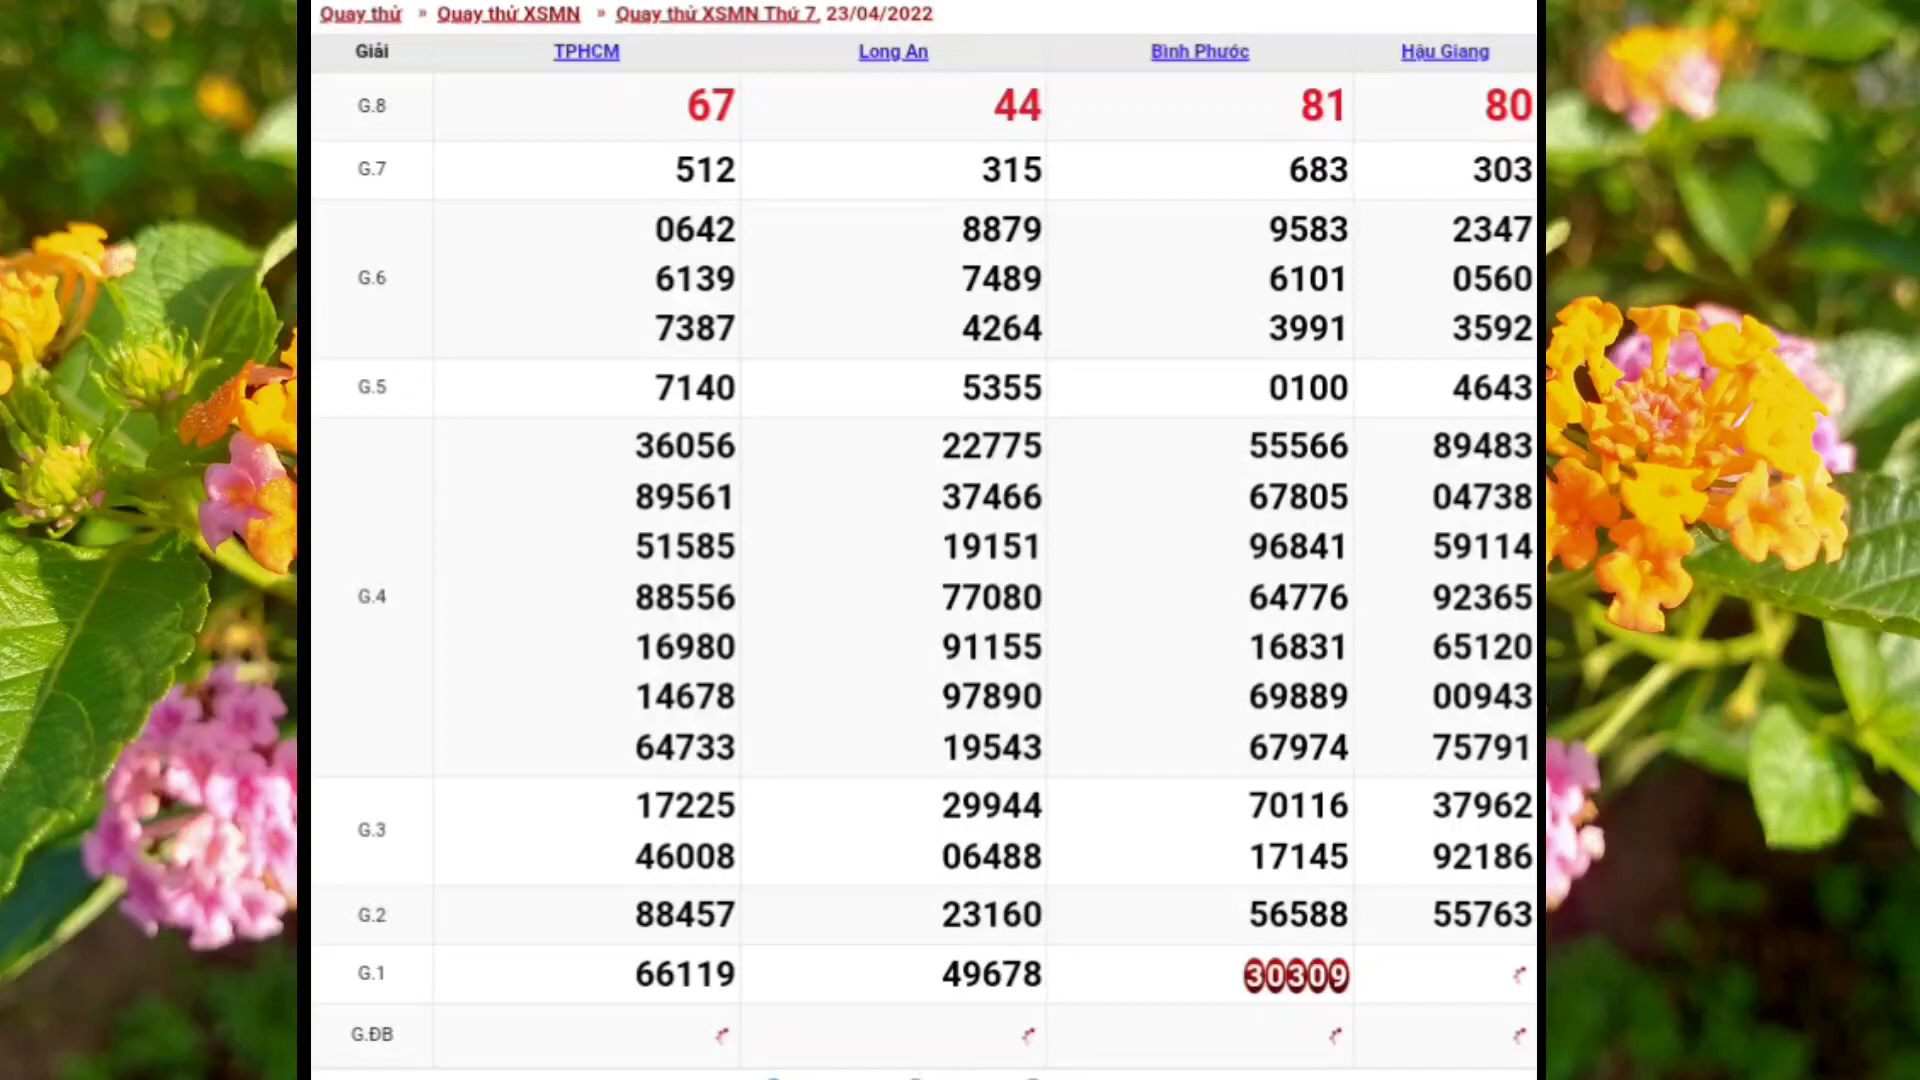 Quay thử » Quay thử XSMN » Quay thử XSMN Thứ 7, 23/04/2022
Giải TPHCM Long An Bình Phước Hậu Giang
G.8 67 44 81 80
G.7 512 315 683 303
0642 8879 9583 2347
G.6 6139 7489 6101 0560
7387 4264 3991 3592
G.5 7140 5355 0100 4643
36056 22775 55566 89483
89561 37466 67805 04738
51585 19151 96841 59114
G.4 88556 77080 64776 92365
16980 91155 16831 65120
14678 97890 69889 00943
64733 19543 67974 75791
G.3 17225 29944 70116 37962
46008 06488 17145 92186
G.2 88457 23160 56588 55763
G.1 66119 49678 30309
G.ĐB